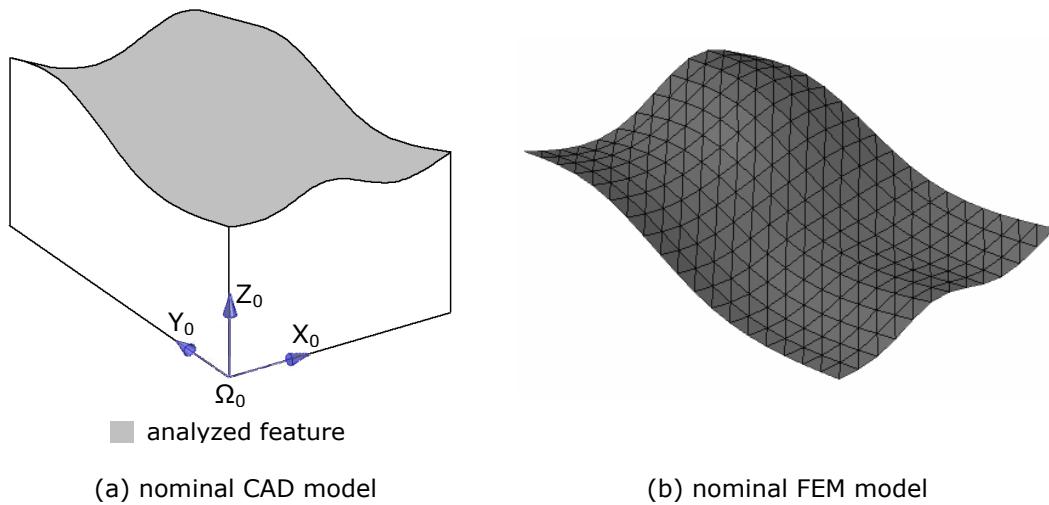 Z₀
Y₀
X₀
Ω₀
analyzed feature
(a) nominal CAD model
(b) nominal FEM model